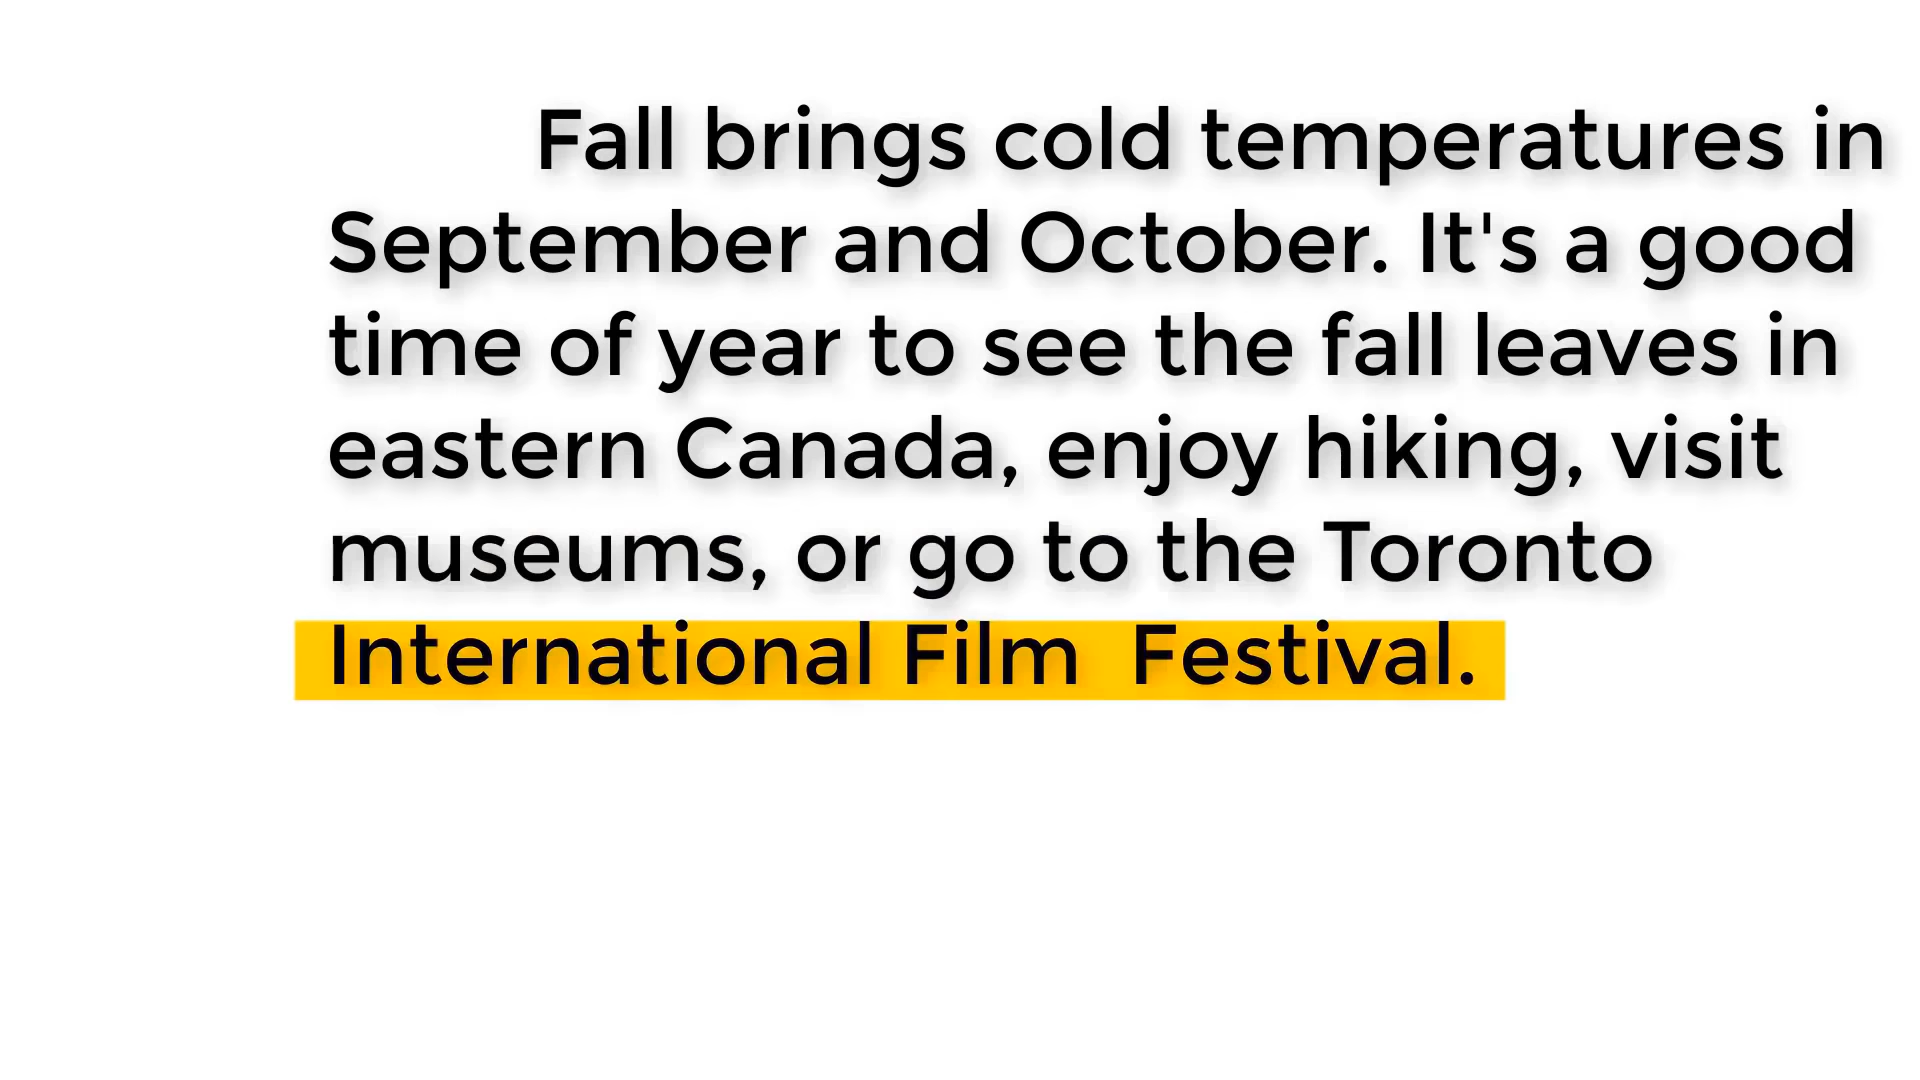 Fall brings cold temperatures in
September and October. It's a good
time of year to see the fall leaves in
eastern Canada, enjoy hiking, visit
museums, or go to the Toronto
International Film  Festival.